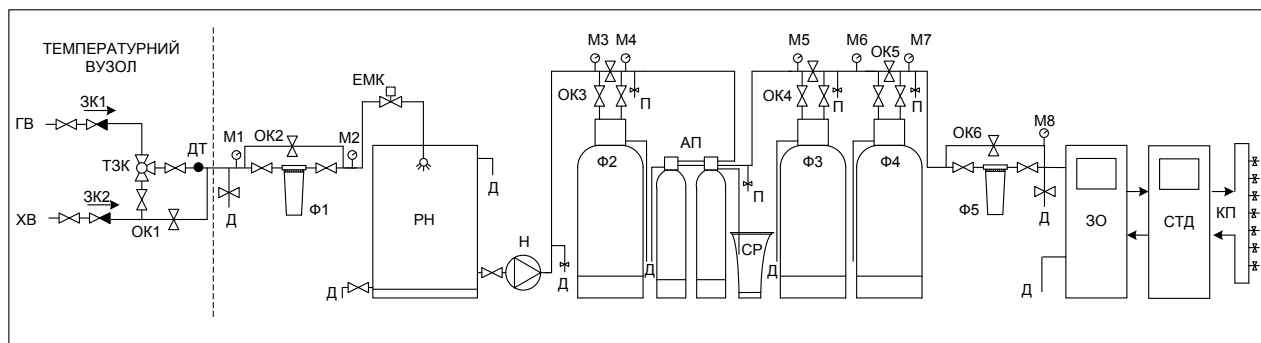 ТЕМПЕРАТУРНИЙ
ВУЗОЛ
ЗК1
ГВ
ТЗК
ДТ
ЗК2
ХВ
ОК1
М1
ОК2
М2
Д
Ф1
ЕМК
Д
РН
Д
Н
Д
М3
М4
ОК3
П
Ф2
Д
АП
П
СР
М5
М6
ОК5
М7
ОК4
П
П
Ф3
Ф4
Д
ОК6
М8
Ф5
Д
ЗО
Д
СТД
КП